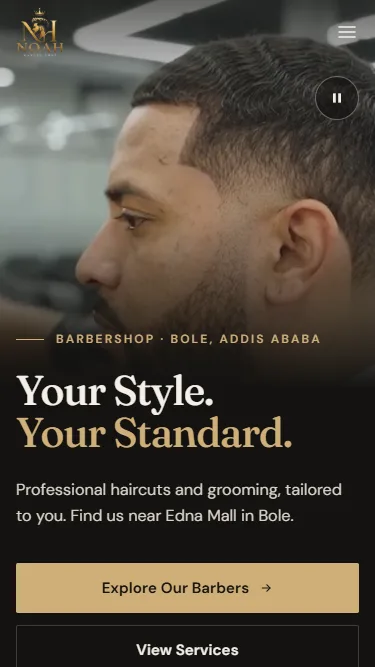 NH
NOAH
BARBERSHOP · BOLE, ADDIS ABABA
Your Style.
Your Standard.
Professional haircuts and grooming, tailored
to you. Find us near Edna Mall in Bole.
Explore Our Barbers →
View Services